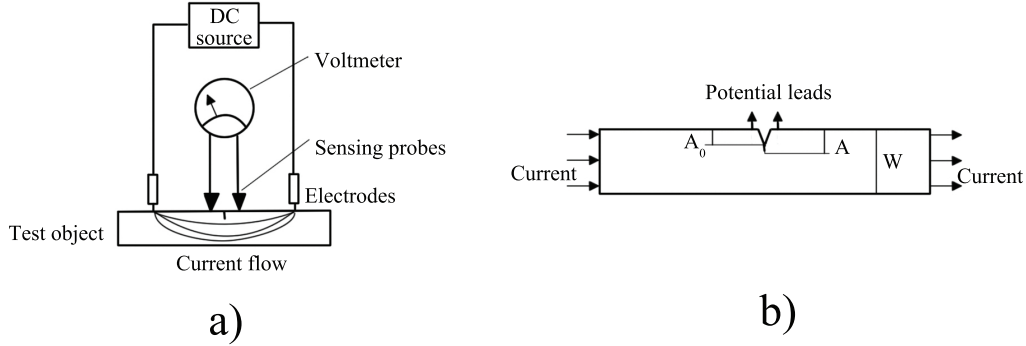 DC
source
Voltmeter
Sensing probes
Electrodes
Test object
Current flow
a)
Potential leads
A0
A
W
Current
Current
b)